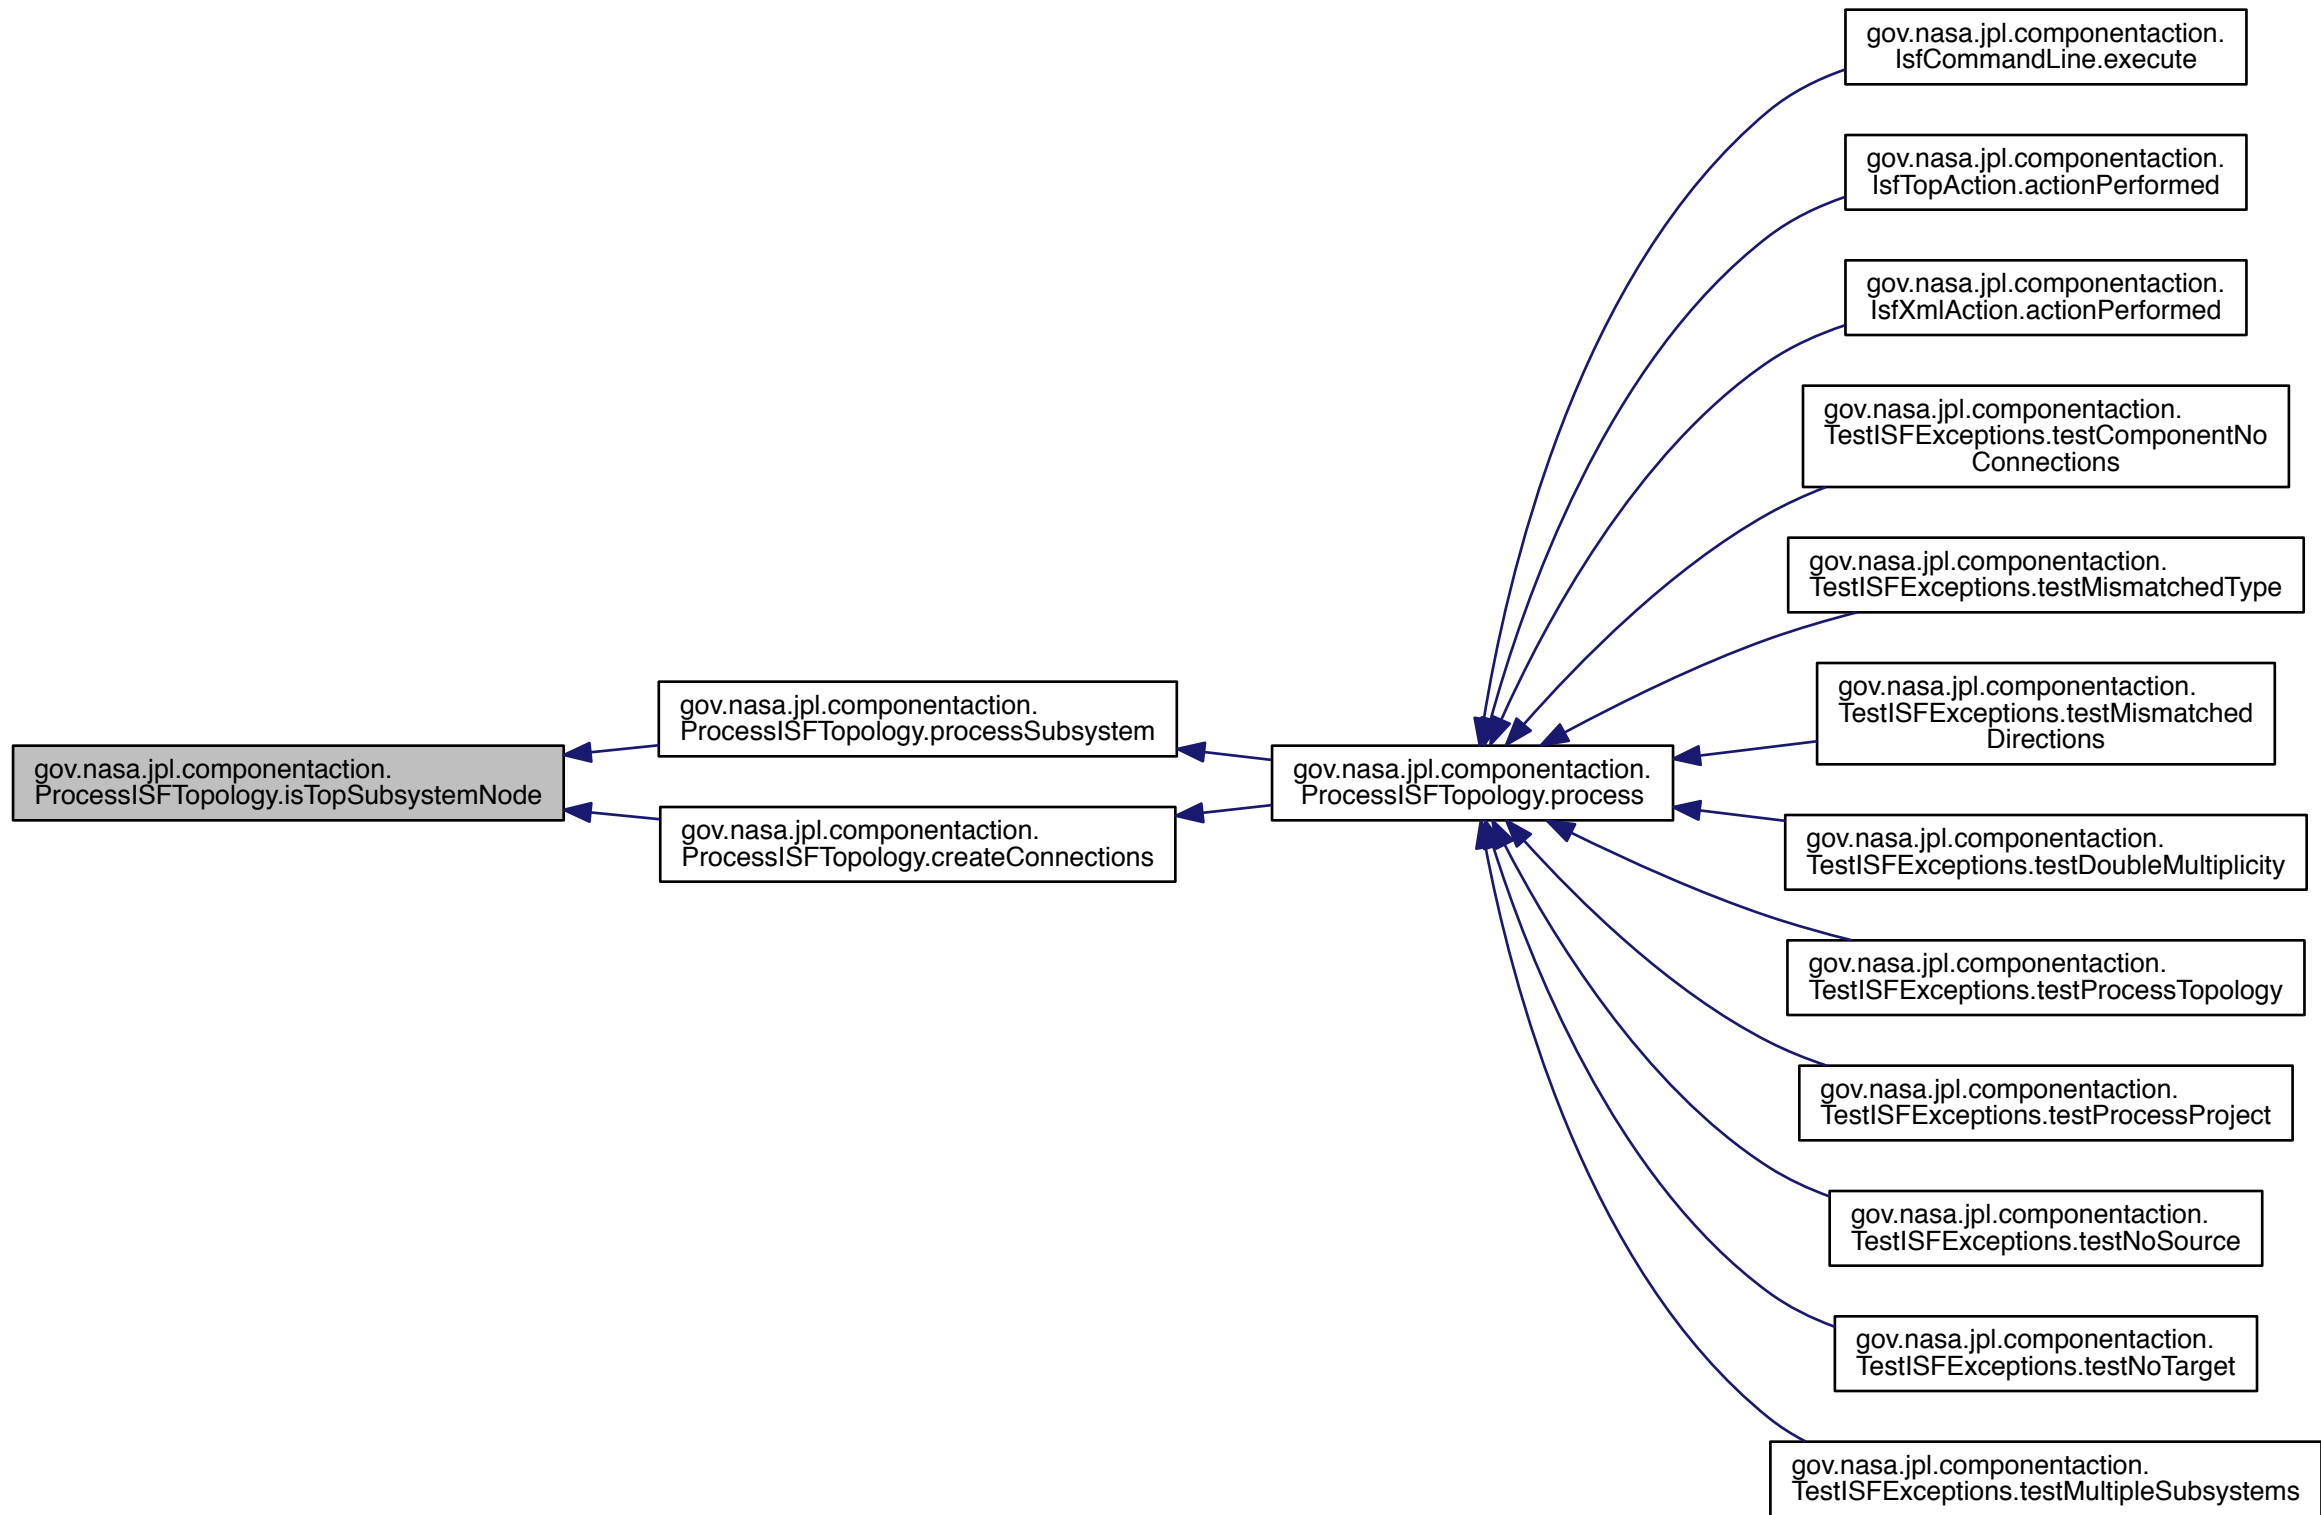 gov.nasa.jpl.componentaction.
ProcessISFTopology.isTopSubsystemNode
gov.nasa.jpl.componentaction.
ProcessISFTopology.processSubsystem
gov.nasa.jpl.componentaction.
ProcessISFTopology.createConnections
gov.nasa.jpl.componentaction.
ProcessISFTopology.process
gov.nasa.jpl.componentaction.
IsfCommandLine.execute
gov.nasa.jpl.componentaction.
IsfTopAction.actionPerformed
gov.nasa.jpl.componentaction.
IsfXmlAction.actionPerformed
gov.nasa.jpl.componentaction.
TestISFExceptions.testComponentNo
Connections
gov.nasa.jpl.componentaction.
TestISFExceptions.testMismatchedType
gov.nasa.jpl.componentaction.
TestISFExceptions.testMismatched
Directions
gov.nasa.jpl.componentaction.
TestISFExceptions.testDoubleMultiplicity
gov.nasa.jpl.componentaction.
TestISFExceptions.testProcessTopology
gov.nasa.jpl.componentaction.
TestISFExceptions.testProcessProject
gov.nasa.jpl.componentaction.
TestISFExceptions.testNoSource
gov.nasa.jpl.componentaction.
TestISFExceptions.testNoTarget
gov.nasa.jpl.componentaction.
TestISFExceptions.testMultipleSubsystems